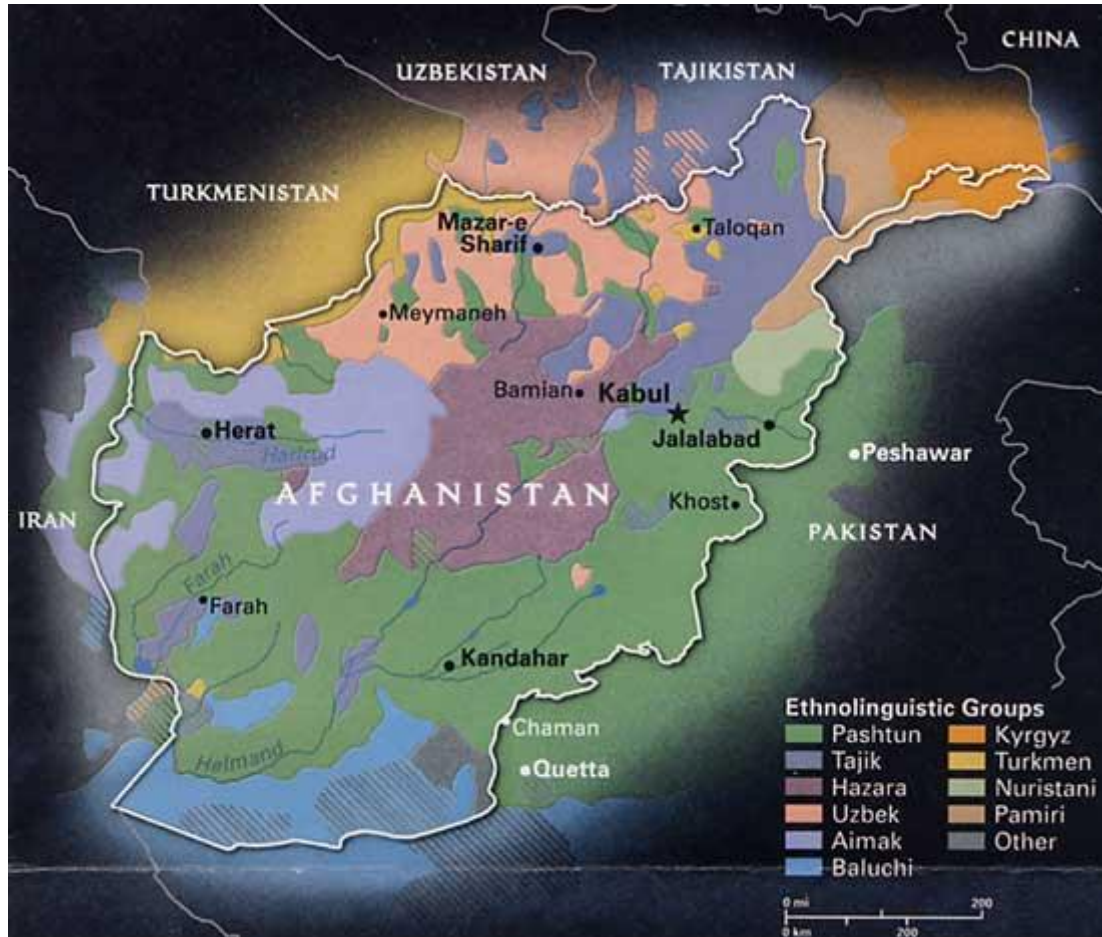 CHINA
UZBEKISTAN
TAJIKISTAN
TURKMENISTAN
Mazar-e
Sharif
Taloqan
Meymaneh
Bamian
Kabul
Herat
Jalalabad
Harirud
Peshawar
AFGHANISTAN
Khost
IRAN
PAKISTAN
Farah
Farah
Kandahar
Chaman
Helmand
Quetta
Ethnolinguistic Groups
Pashtun
Tajik
Hazara
Uzbek
Aimak
Baluchi
Kyrgyz
Turkmen
Nuristani
Pamiri
Other
0 mi 200
0 km 200